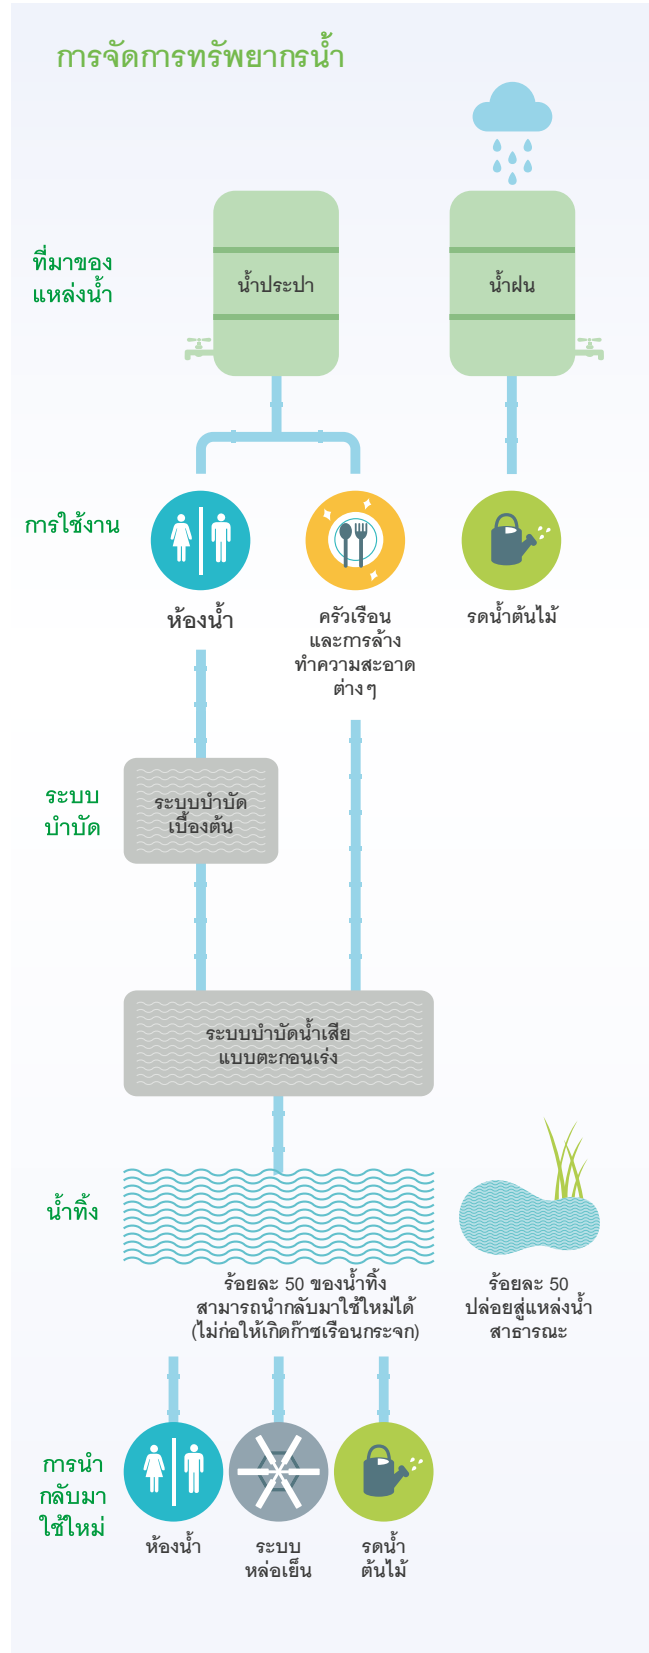 การจัดการทรัพยากรน้ำ
ที่มาของ
แหล่งน้ำ
น้ำประปา
น้ำฝน
การใช้งาน
ห้องน้ำ
ครัวเรือน
และการล้าง
ทำความสะอาด
ต่างๆ
รดน้ำต้นไม้
ระบบ
บำบัด
ระบบบำบัด
เบื้องต้น
ระบบบำบัดน้ำเสีย
แบบตะกอนเร่ง
น้ำทิ้ง
ร้อยละ 50 ของน้ำทิ้ง
สามารถนำกลับมาใช้ใหม่ได้
(ไม่ก่อให้เกิดก๊าซเรือนกระจก)
ร้อยละ 50
ปล่อยสู่แหล่งน้ำ
สาธารณะ
การนำ
กลับมา
ใช้ใหม่
ห้องน้ำ
ระบบ
หล่อเย็น
รดน้ำ
ต้นไม้